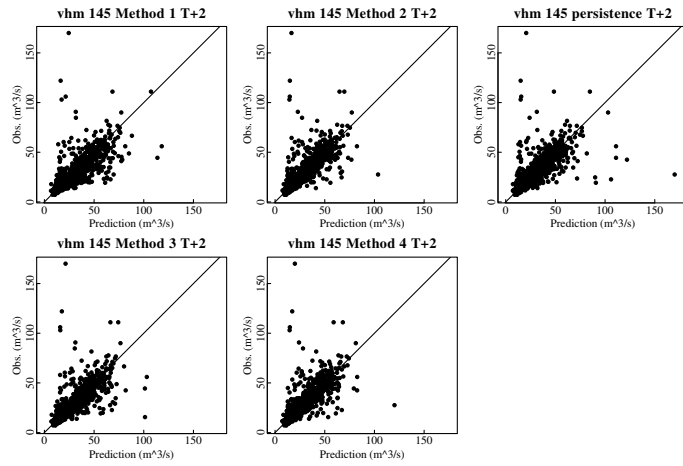 vhm 145 Method 1 T+2
vhm 145 Method 2 T+2
vhm 145 persistence T+2
Obs. (m^3/s)
0 50 100 150
0 50 100 150
Prediction (m^3/s)
Obs. (m^3/s)
0 50 100 150
0 50 100 150
Prediction (m^3/s)
Obs. (m^3/s)
0 50 100 150
0 50 100 150
Prediction (m^3/s)
vhm 145 Method 3 T+2
vhm 145 Method 4 T+2
Obs. (m^3/s)
0 50 100 150
0 50 100 150
Prediction (m^3/s)
Obs. (m^3/s)
0 50 100 150
0 50 100 150
Prediction (m^3/s)